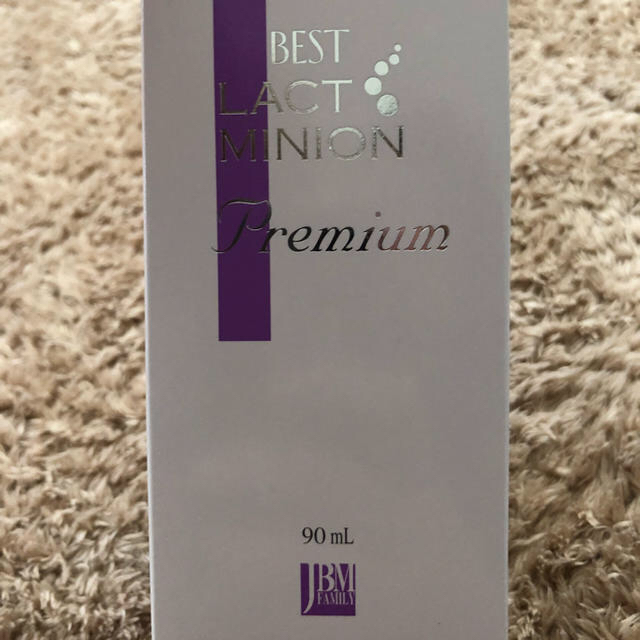 BEST
LACT
MINION
Premium
90 mL
JBM
FAMILY